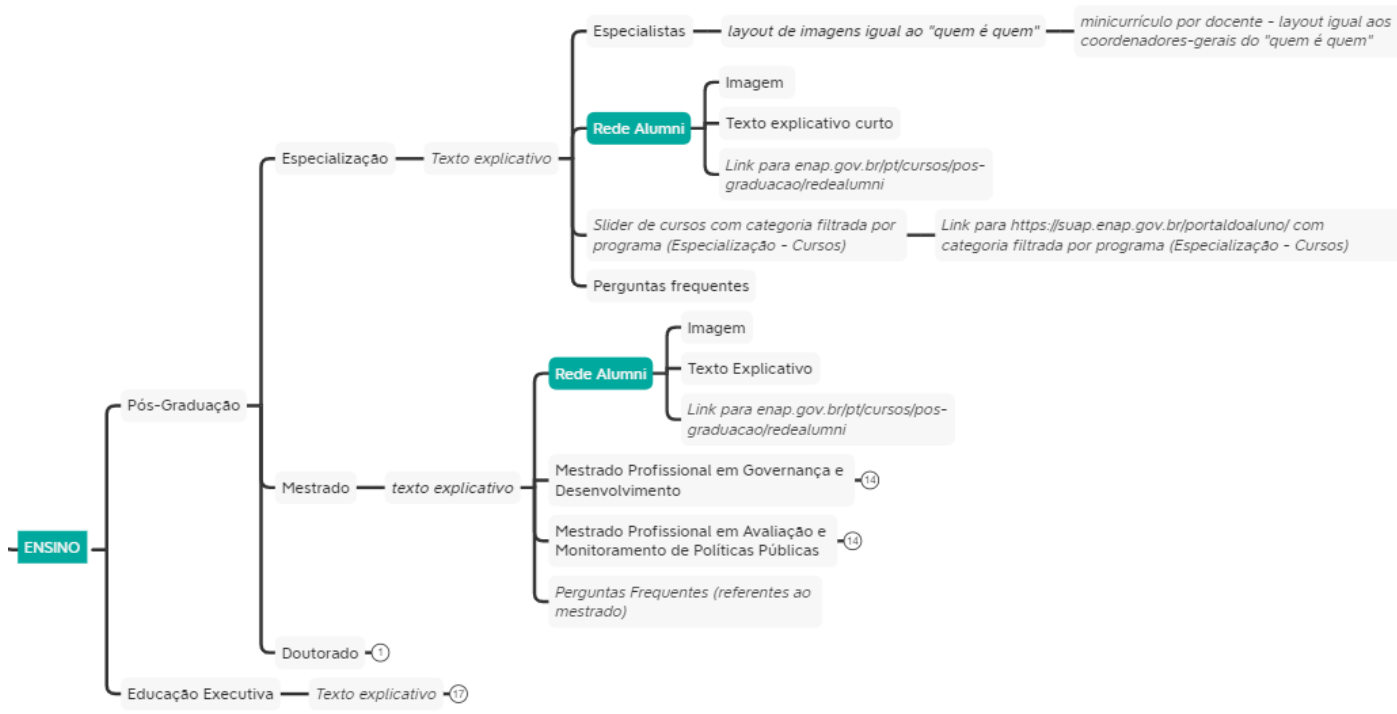 Especialistas
layout de imagens igual ao "quem é quem"
minicurrículo por docente - layout igual aos
coordenadores-gerais do "quem é quem"
Rede Alumni
Imagem
Texto explicativo curto
Link para enap.gov.br/pt/cursos/pos-
graduacao/redealumni
Especialização
Texto explicativo
Slider de cursos com categoria filtrada por
programa (Especialização - Cursos)
Link para https://suap.enap.gov.br/portaldoaluno/ com
categoria filtrada por programa (Especialização - Cursos)
Perguntas frequentes
Pós-Graduação
Rede Alumni
Imagem
Texto Explicativo
Link para enap.gov.br/pt/cursos/pos-
graduacao/redealumni
Mestrado
texto explicativo
Mestrado Profissional em Governança e
Desenvolvimento
14
Mestrado Profissional em Avaliação e
Monitoramento de Políticas Públicas
14
Perguntas Frequentes (referentes ao
mestrado)
ENSINO
Doutorado
1
Educação Executiva
Texto explicativo
17